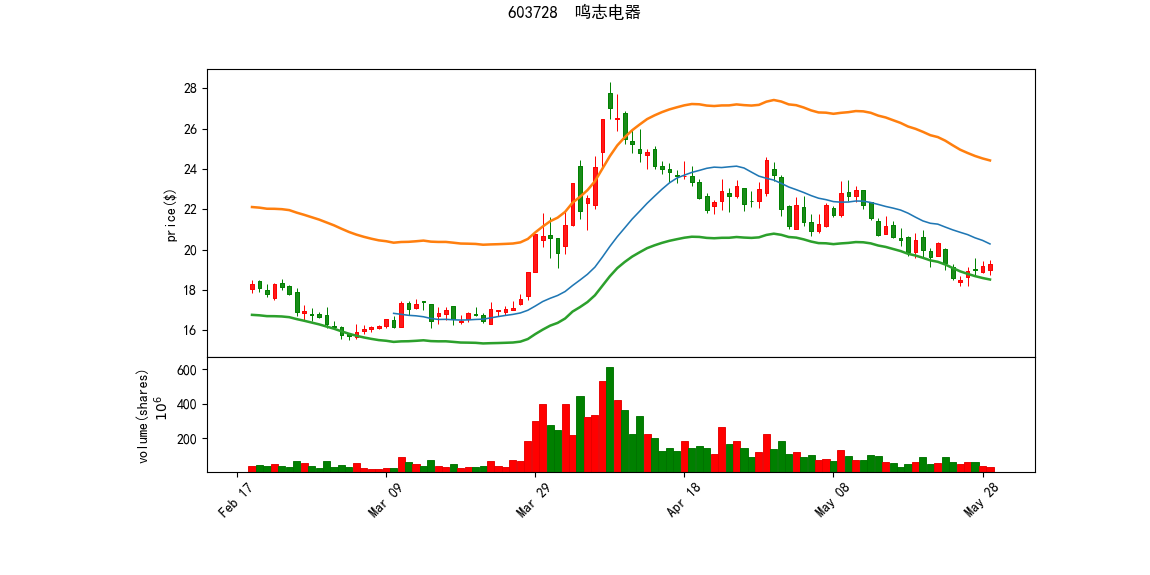 603728 鸣志电器
price($)
28
26
24
22
20
18
16
volume(shares)
10^6
600
400
200
Feb 17
Mar 09
Mar 29
Apr 18
May 08
May 28